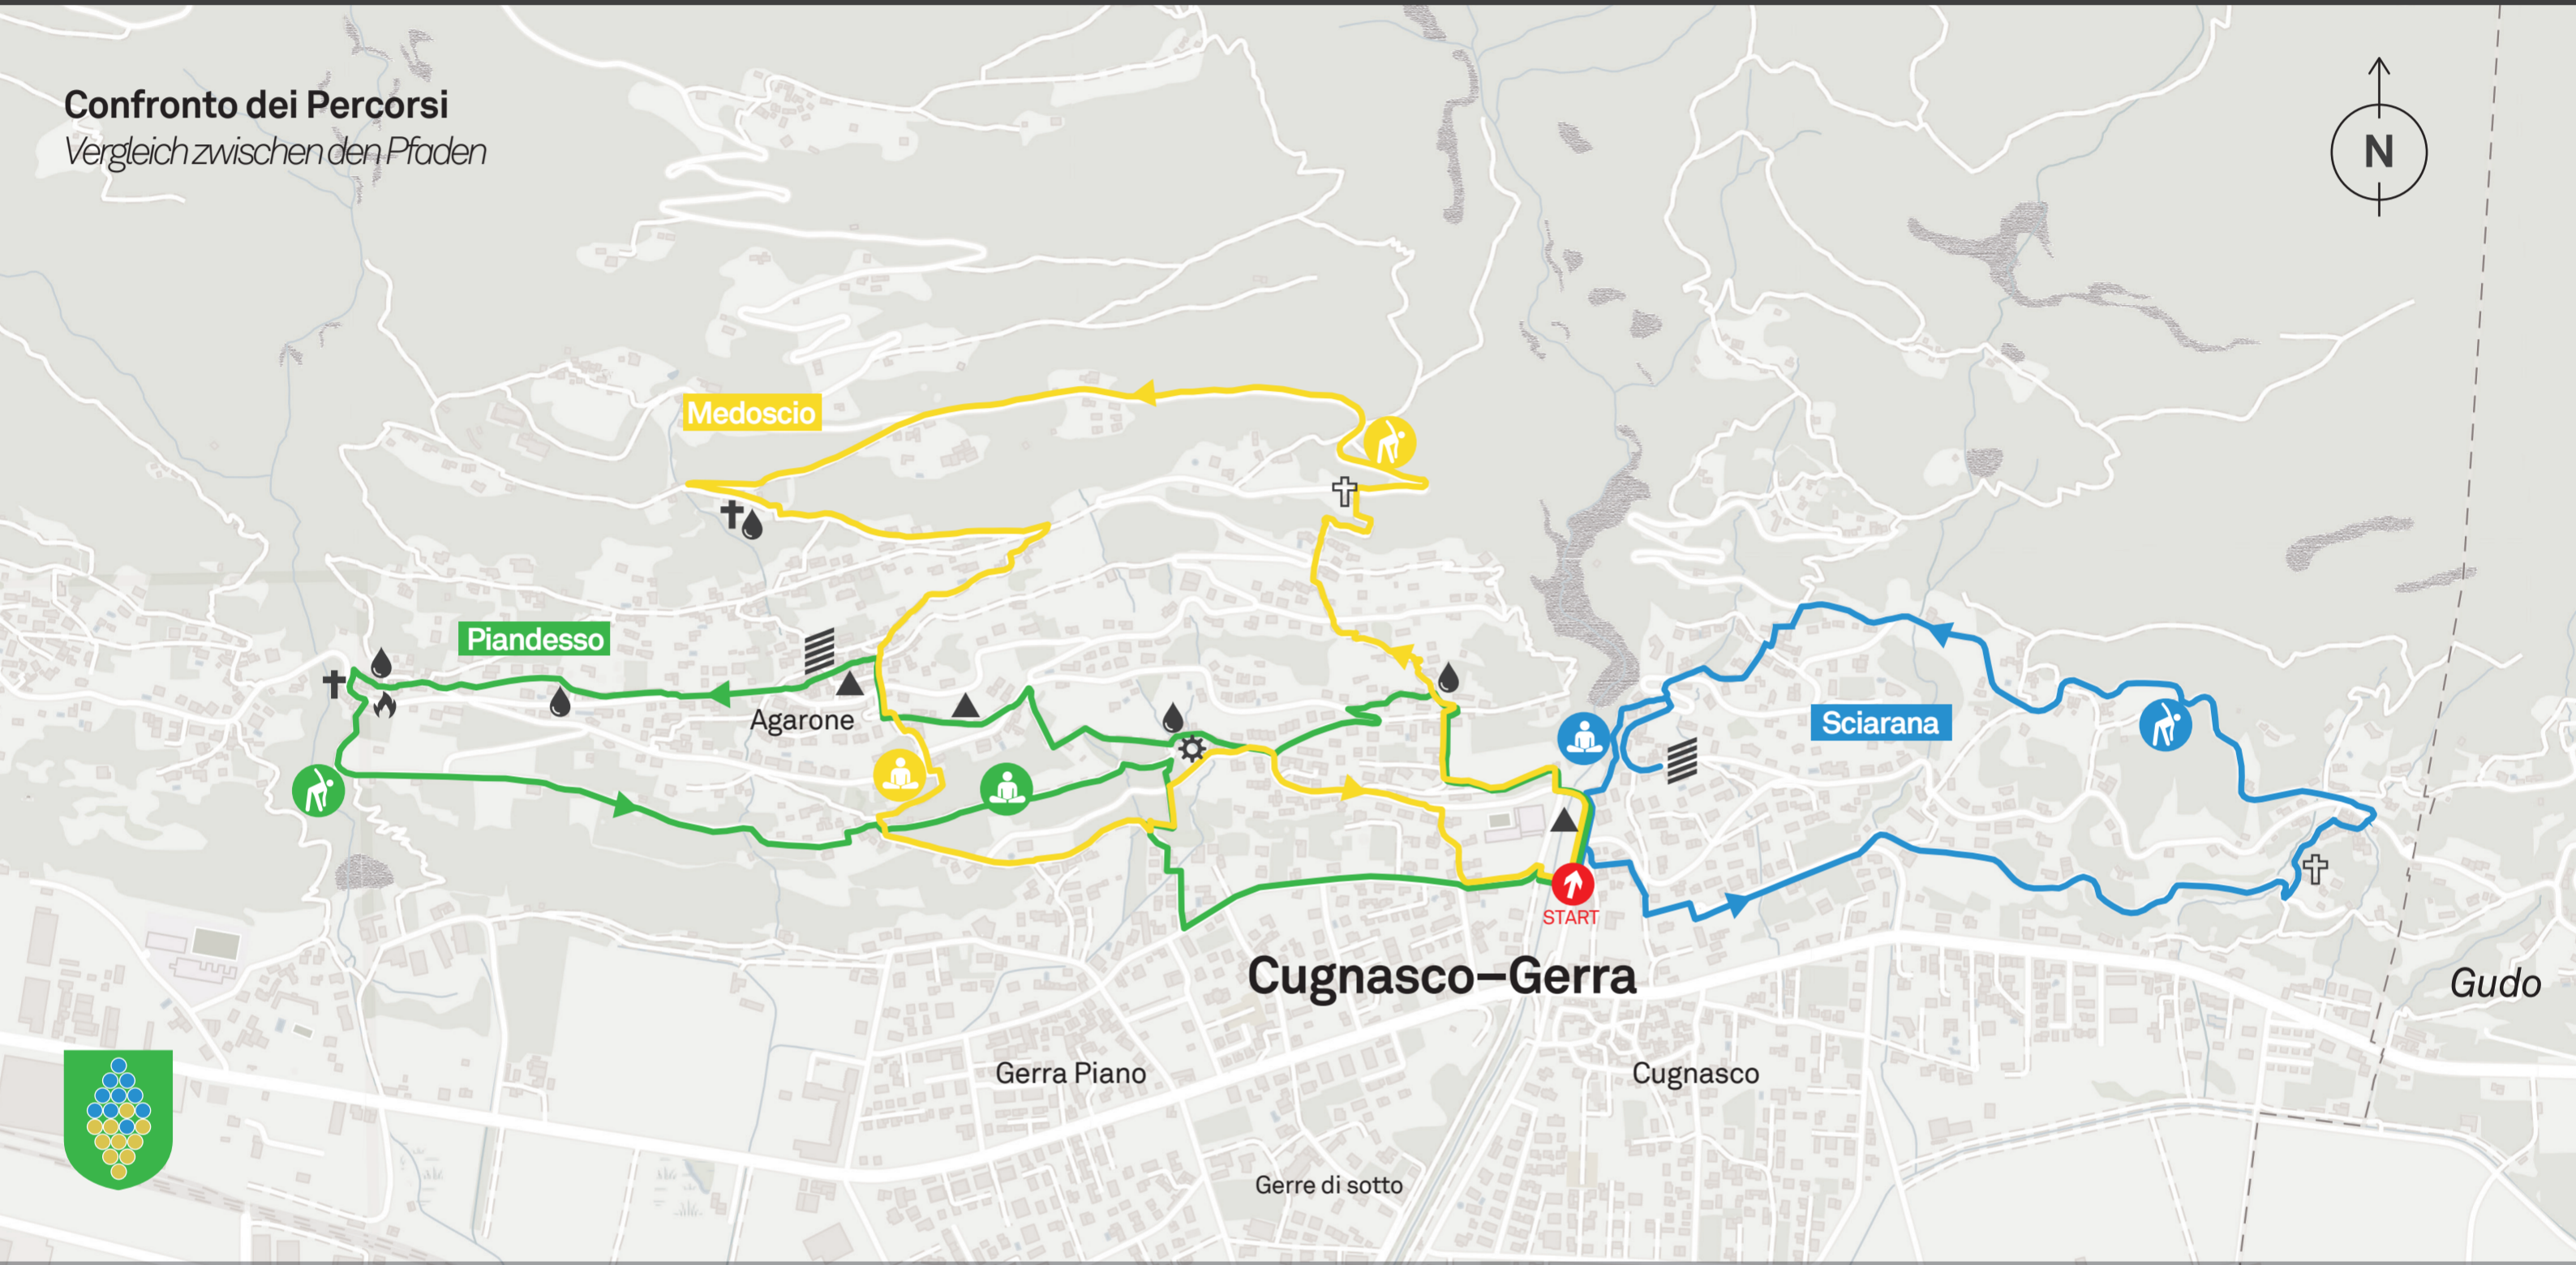 Confronto dei Percorsi
Vergleich zwischen den Pfaden
N
Medoscio
Piandesso
Agarone
Sciarana
START
Cugnasco–Gerra
Gudo
Gerra Piano
Cugnasco
Gerre di sotto